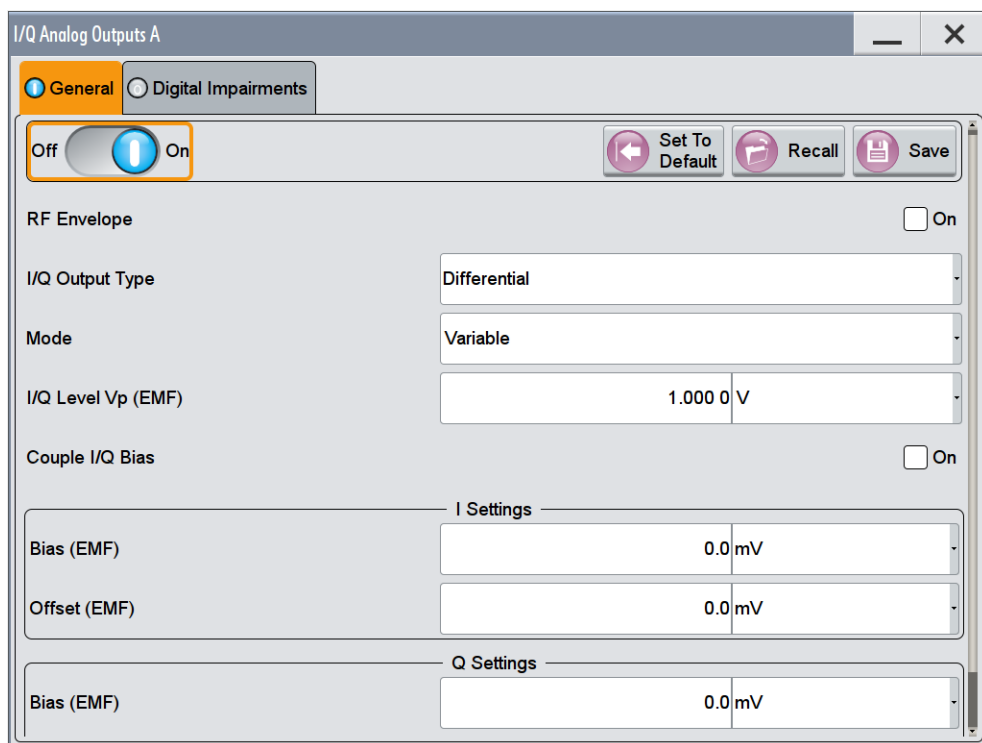 I/Q Analog Outputs A
General Digital Impairments
Off On Set To Default Recall Save
RF Envelope On
I/Q Output Type Differential
Mode Variable
I/Q Level Vp (EMF) 1.000 0 V
Couple I/Q Bias On
I Settings
Bias (EMF) 0.0 mV
Offset (EMF) 0.0 mV
Q Settings
Bias (EMF) 0.0 mV